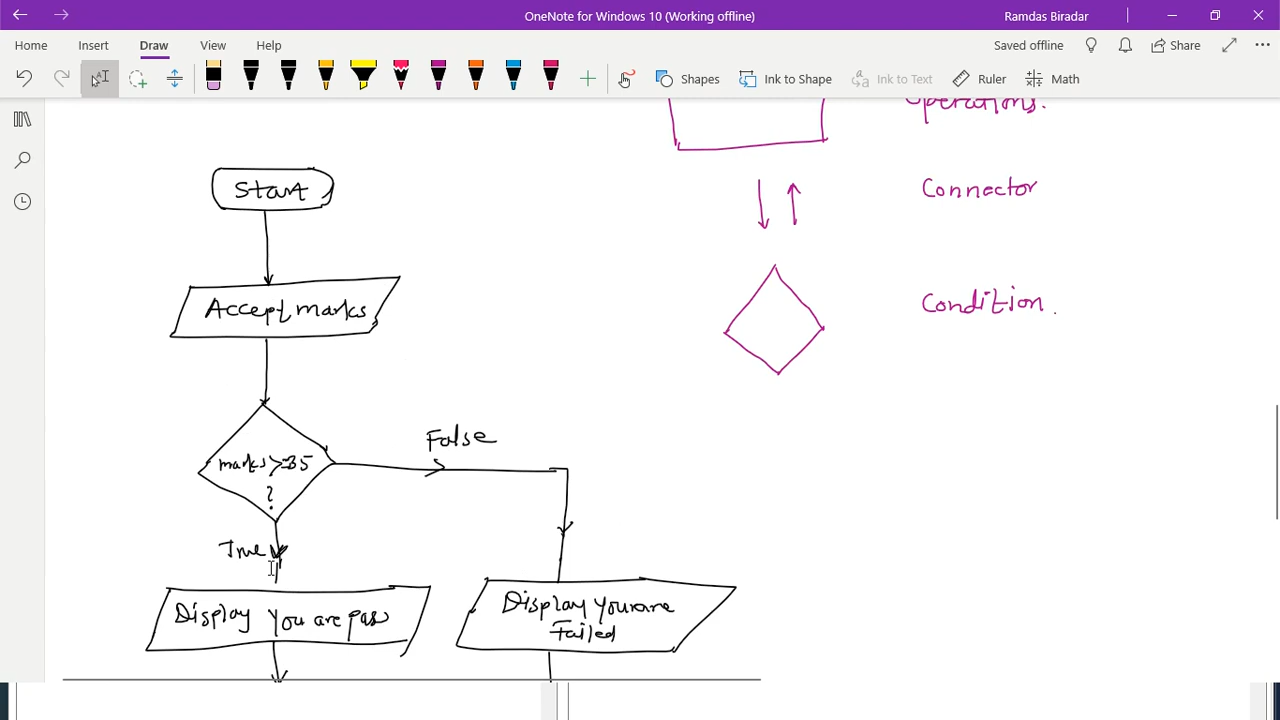 OneNote for Windows 10 (Working offline)
Ramdas Biradar
Home
Insert
Draw
View
Help
Saved offline
Share
Shapes
Ink to Shape
Ink to Text
Ruler
Math
Operations.
Start
Connector
Accept marks
Condition.
False
marks>=35
?
True
Display you are pass
Display you are
Failed